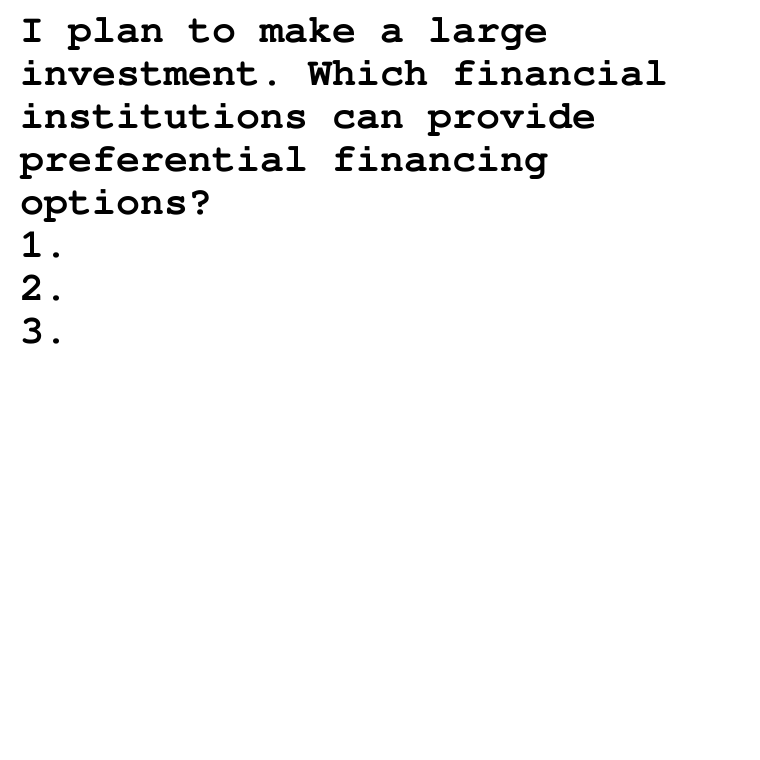 I plan to make a large
investment. Which financial
institutions can provide
preferential financing
options?
1.
2.
3.